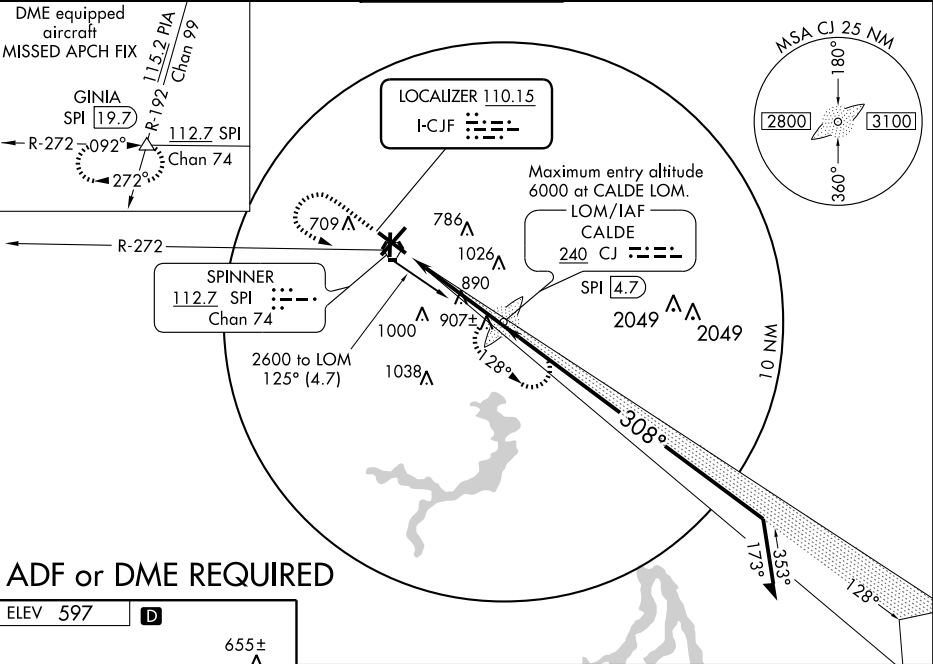 DME equipped
aircraft
MISSED APCH FIX
115.2 PIA
Chan 99
R-192
GINIA
SPI 19.7
R-272
092°
112.7 SPI
Chan 74
272°
LOCALIZER 110.15
I-CJF
MSA CJ 25 NM
180°
2800
3100
360°
Maximum entry altitude
6000 at CALDE LOM.
LOM/IAF
CALDE
240 CJ
SPI 4.7
709
786
1026
R-272
SPINNER
112.7 SPI
Chan 74
890
907±
1000
2049
2049
2600 to LOM
125° (4.7)
1038
128°
10 NM
308°
173°
353°
128°
ADF or DME REQUIRED
ELEV 597
D
655±